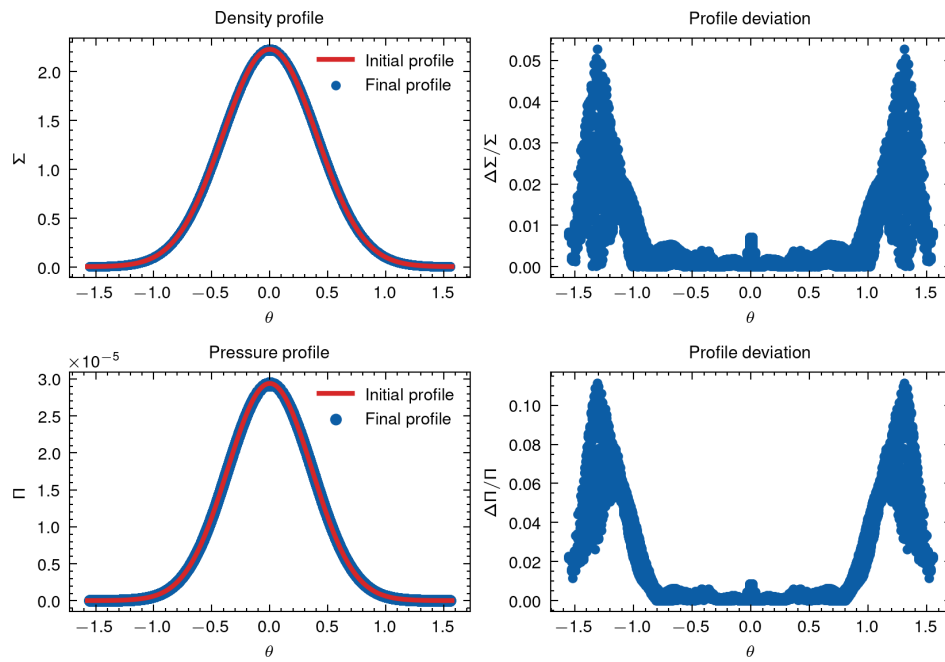 Density profile
2.0
1.5
1.0
0.5
0.0
Σ
Initial profile
Final profile
−1.5 −1.0 −0.5 0.0 0.5 1.0 1.5
θ
Profile deviation
0.05
0.04
0.03
0.02
0.01
0.00
ΔΣ/Σ
−1.5 −1.0 −0.5 0.0 0.5 1.0 1.5
θ
Pressure profile
×10−5
3.0
2.5
2.0
1.5
1.0
0.5
0.0
Π
Initial profile
Final profile
−1.5 −1.0 −0.5 0.0 0.5 1.0 1.5
θ
Profile deviation
0.10
0.08
0.06
0.04
0.02
0.00
ΔΠ/Π
−1.5 −1.0 −0.5 0.0 0.5 1.0 1.5
θ